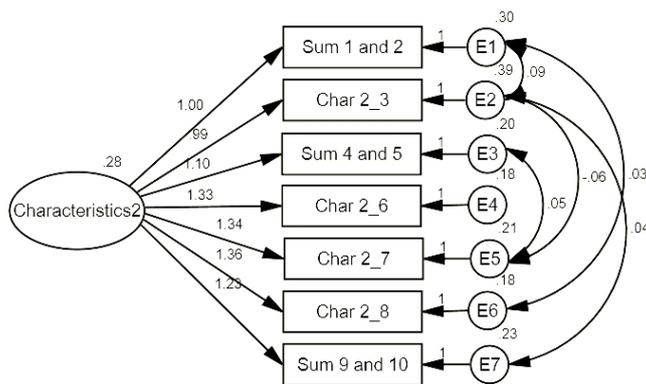 .30
1
Sum 1 and 2
E1
.39
.09
1.00
1
Char 2_3
E2
.99
.20
.28
1.10
1
Sum 4 and 5
E3
.18
-.06
.03
Characteristics2
1.33
1
Char 2_6
E4
.05
1.34
.21
.04
1
Char 2_7
E5
1.36
.18
1.23
1
Char 2_8
E6
.23
1
Sum 9 and 10
E7